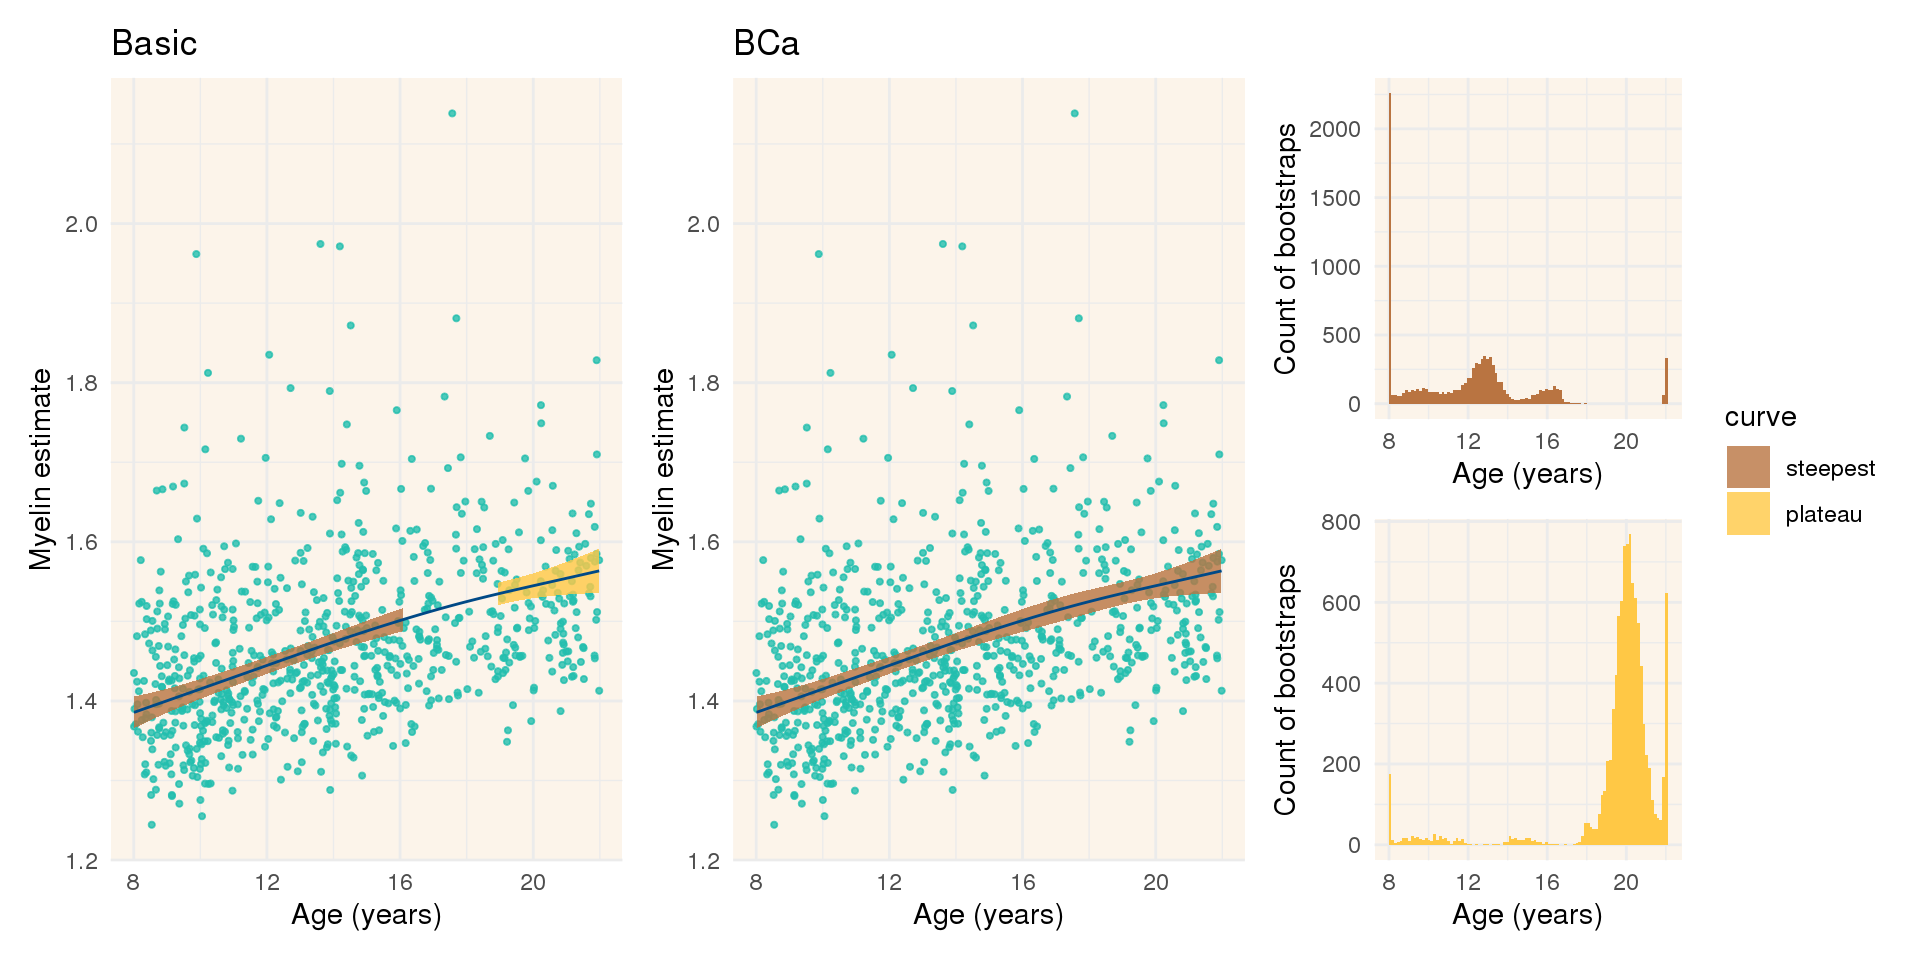 Basic
Myelin estimate
2.0
1.8
1.6
1.4
1.2
8 12 16 20
Age (years)
BCa
Myelin estimate
2.0
1.8
1.6
1.4
1.2
8 12 16 20
Age (years)
Count of bootstraps
2000
1500
1000
500
0
8 12 16 20
Age (years)
Count of bootstraps
800
600
400
200
0
8 12 16 20
Age (years)
curve
steepest
plateau